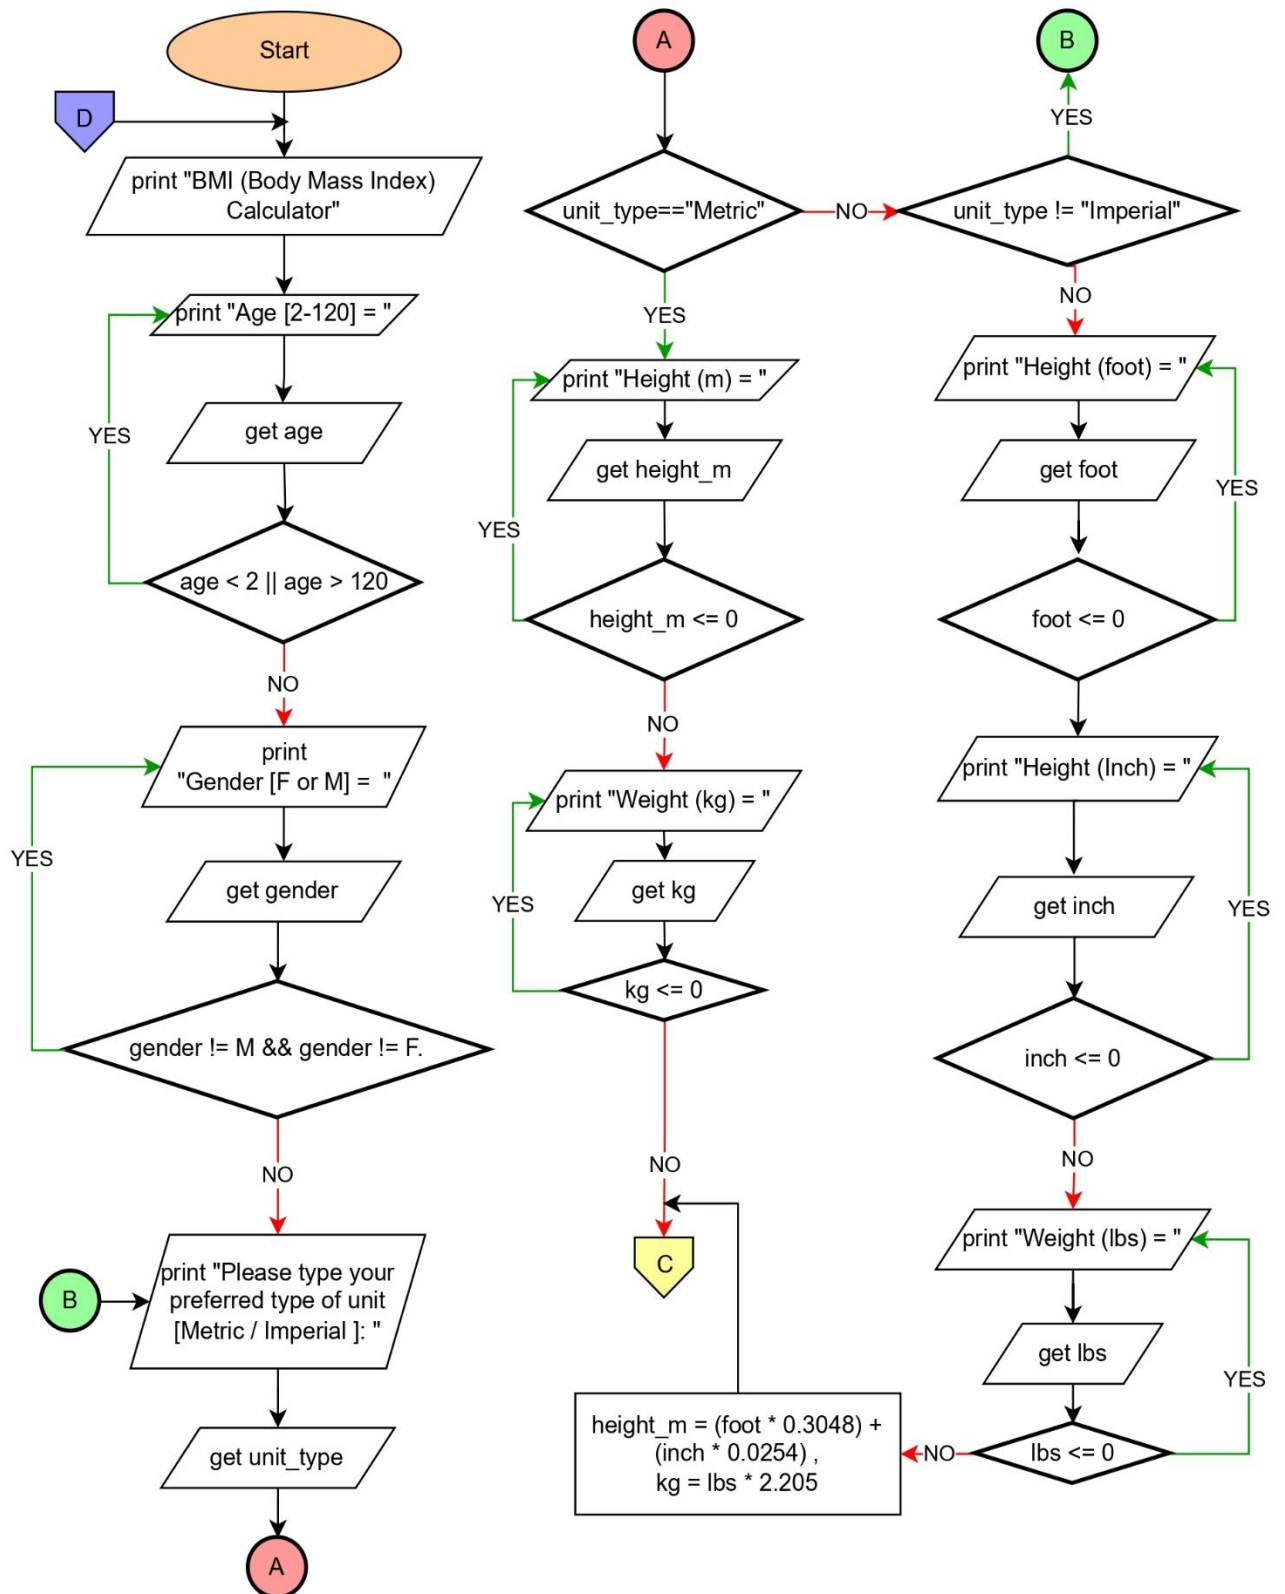 Start
D
print "BMI (Body Mass Index)
Calculator"
print "Age [2-120] = "
get age
YES
age < 2 || age > 120
NO
print
"Gender [F or M] =  "
YES
get gender
gender != M && gender != F.
NO
B
print "Please type your
preferred type of unit
[Metric / Imperial ]: "
get unit_type
A
A
unit_type=="Metric"
NO
YES
print "Height (m) = "
get height_m
YES
height_m <= 0
NO
print "Weight (kg) = "
get kg
YES
kg <= 0
NO
C
height_m = (foot * 0.3048) +
(inch * 0.0254) ,
kg = lbs * 2.205
B
YES
unit_type != "Imperial"
NO
print "Height (foot) = "
get foot
YES
foot <= 0
print "Height (Inch) = "
get inch
YES
inch <= 0
NO
print "Weight (lbs) = "
get lbs
YES
lbs <= 0
NO